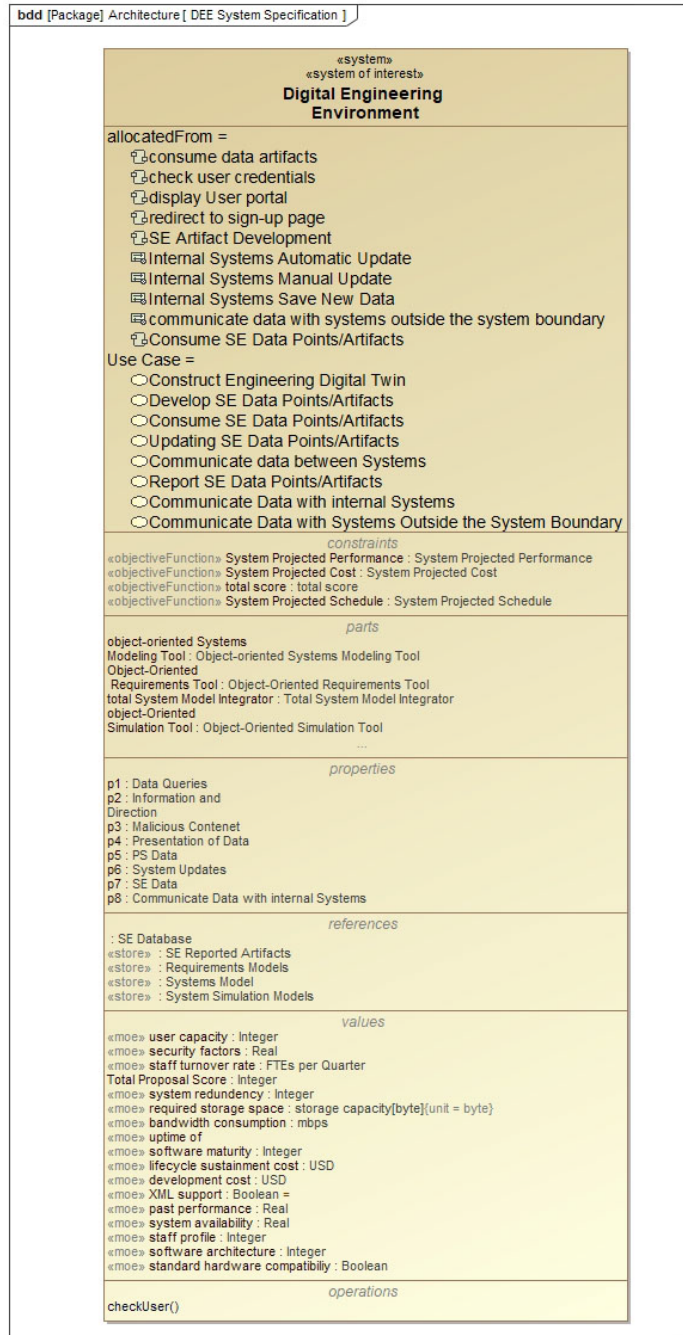 bdd [Package] Architecture [ DEE System Specification ]
«system»
«system of interest»
Digital Engineering
Environment
allocatedFrom =
consume data artifacts
check user credentials
display User portal
redirect to sign-up page
SE Artifact Development
Internal Systems Automatic Update
Internal Systems Manual Update
Internal Systems Save New Data
communicate data with systems outside the system boundary
Consume SE Data Points/Artifacts
Use Case =
Construct Engineering Digital Twin
Develop SE Data Points/Artifacts
Consume SE Data Points/Artifacts
Updating SE Data Points/Artifacts
Communicate data between Systems
Report SE Data Points/Artifacts
Communicate Data with internal Systems
Communicate Data with Systems Outside the System Boundary
constraints
«objectiveFunction» System Projected Performance : System Projected Performance
«objectiveFunction» System Projected Cost : System Projected Cost
«objectiveFunction» total score : total score
«objectiveFunction» System Projected Schedule : System Projected Schedule
parts
object-oriented Systems
Modeling Tool : Object-oriented Systems Modeling Tool
Object-Oriented
Requirements Tool : Object-Oriented Requirements Tool
total System Model Integrator : Total System Model Integrator
object-Oriented
Simulation Tool : Object-Oriented Simulation Tool
...
properties
p1 : Data Queries
p2 : Information and
Direction
p3 : Malicious Contenet
p4 : Presentation of Data
p5 : PS Data
p6 : System Updates
p7 : SE Data
p8 : Communicate Data with internal Systems
references
: SE Database
«store» : SE Reported Artifacts
«store» : Requirements Models
«store» : Systems Model
«store» : System Simulation Models
values
«moe» user capacity : Integer
«moe» security factors : Real
«moe» staff turnover rate : FTEs per Quarter
Total Proposal Score : Integer
«moe» system redundency : Integer
«moe» required storage space : storage capacity[byte]{unit = byte}
«moe» bandwidth consumption : mbps
«moe» uptime of
«moe» software maturity : Integer
«moe» lifecycle sustainment cost : USD
«moe» development cost : USD
«moe» XML support : Boolean =
«moe» past performance : Real
«moe» system availability : Real
«moe» staff profile : Integer
«moe» software architecture : Integer
«moe» standard hardware compatibiliy : Boolean
operations
checkUser()